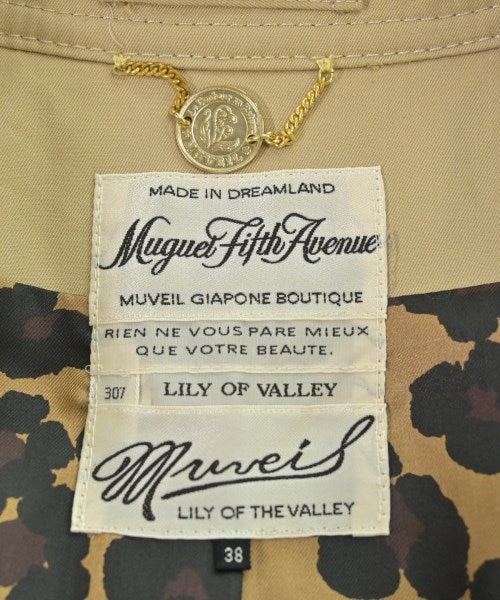 MADE IN DREAMLAND
Muguet Fifth Avenue
MUVEIL GIAPONE BOUTIQUE
RIEN NE VOUS PARE MIEUX
QUE VOTRE BEAUTE.
307 LILY OF VALLEY
Muveil
LILY OF THE VALLEY
38